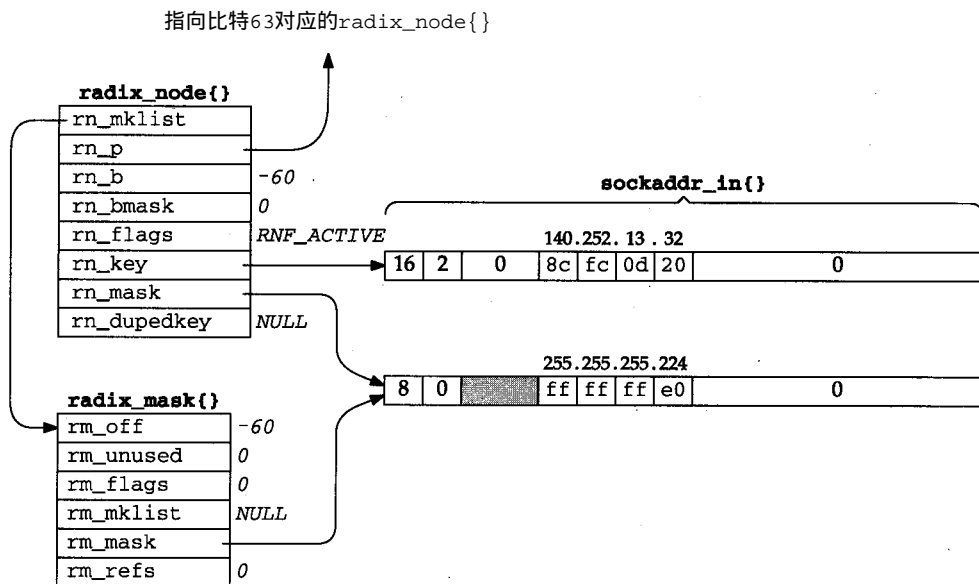 指向比特63对应的radix_node{}
radix_node{}
rn_mklist
rn_p
rn_b -60
rn_bmask 0
rn_flags RNF_ACTIVE
rn_key
rn_mask
rn_dupedkey NULL
sockaddr_in{}
140.252.13.32
16 2 0 8c fc 0d 20 0
255.255.255.224
8 0 ff ff ff e0 0
radix_mask{}
rm_off -60
rm_unused 0
rm_flags 0
rm_mklist NULL
rm_mask
rm_refs 0